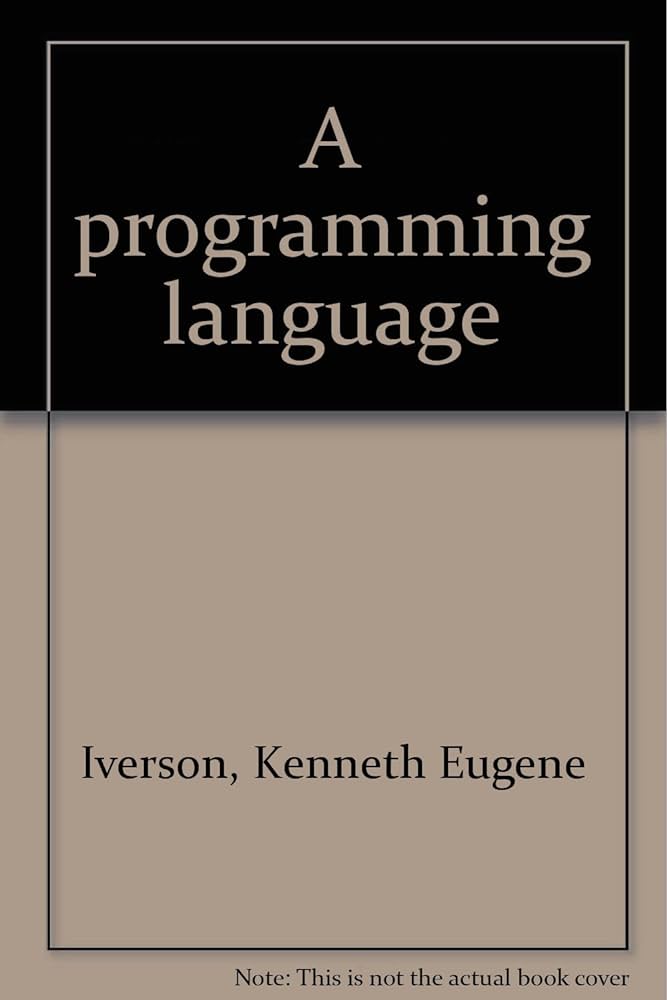 A
programming
language
Iverson, Kenneth Eugene
Note: This is not the actual book cover